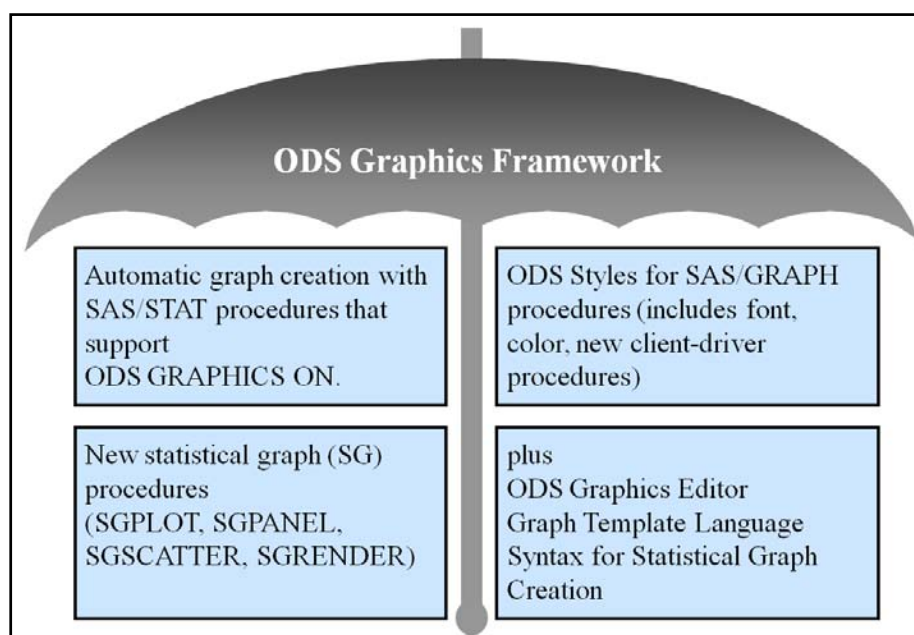 ODS Graphics Framework
Automatic graph creation with
SAS/STAT procedures that
support
ODS GRAPHICS ON.
ODS Styles for SAS/GRAPH
procedures (includes font,
color, new client-driver
procedures)
New statistical graph (SG)
procedures
(SGPLOT, SGPANEL,
SGSCATTER, SGRENDER)
plus
ODS Graphics Editor
Graph Template Language
Syntax for Statistical Graph
Creation